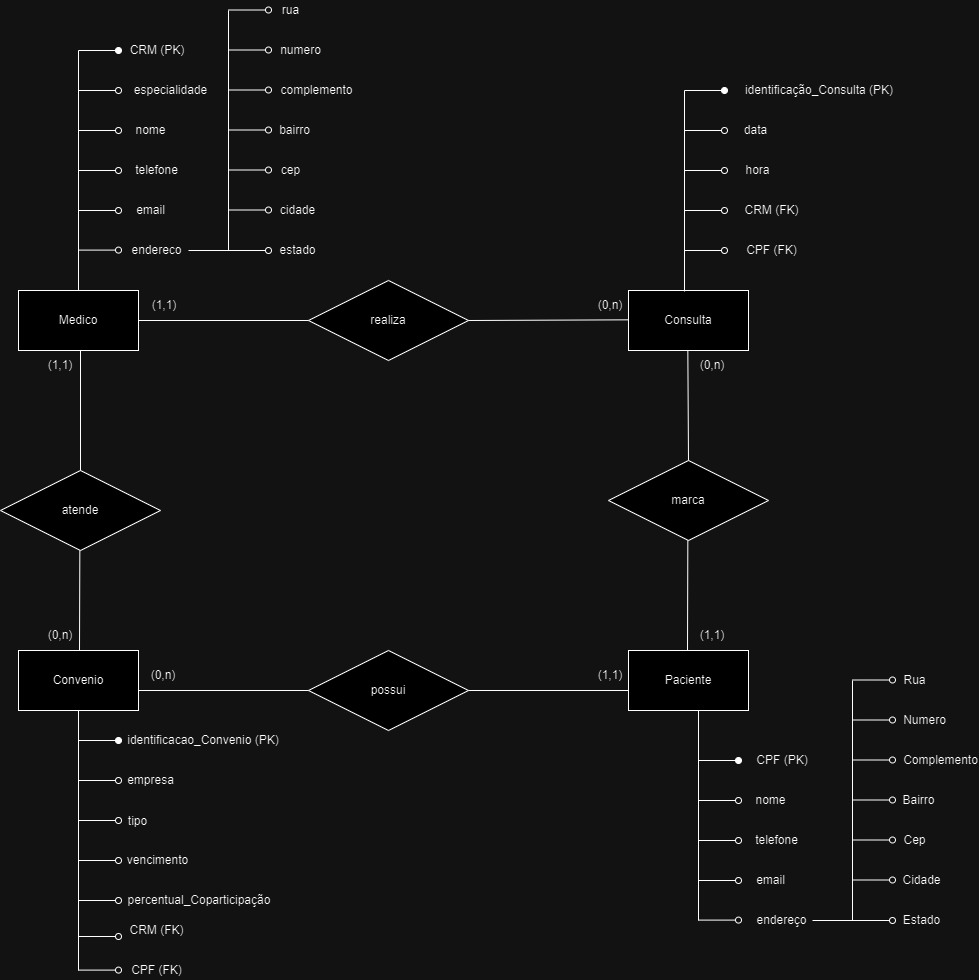 CRM (PK)
especialidade
nome
telefone
email
endereco
rua
numero
complemento
bairro
cep
cidade
estado
identificação_Consulta (PK)
data
hora
CRM (FK)
CPF (FK)
Medico
(1,1)
realiza
(0,n)
Consulta
(1,1)
(0,n)
atende
marca
(0,n)
(1,1)
Convenio
(0,n)
possui
(1,1)
Paciente
identificacao_Convenio (PK)
empresa
tipo
vencimento
percentual_Coparticipação
CRM (FK)
CPF (FK)
CPF (PK)
nome
telefone
email
endereço
Rua
Numero
Complemento
Bairro
Cep
Cidade
Estado